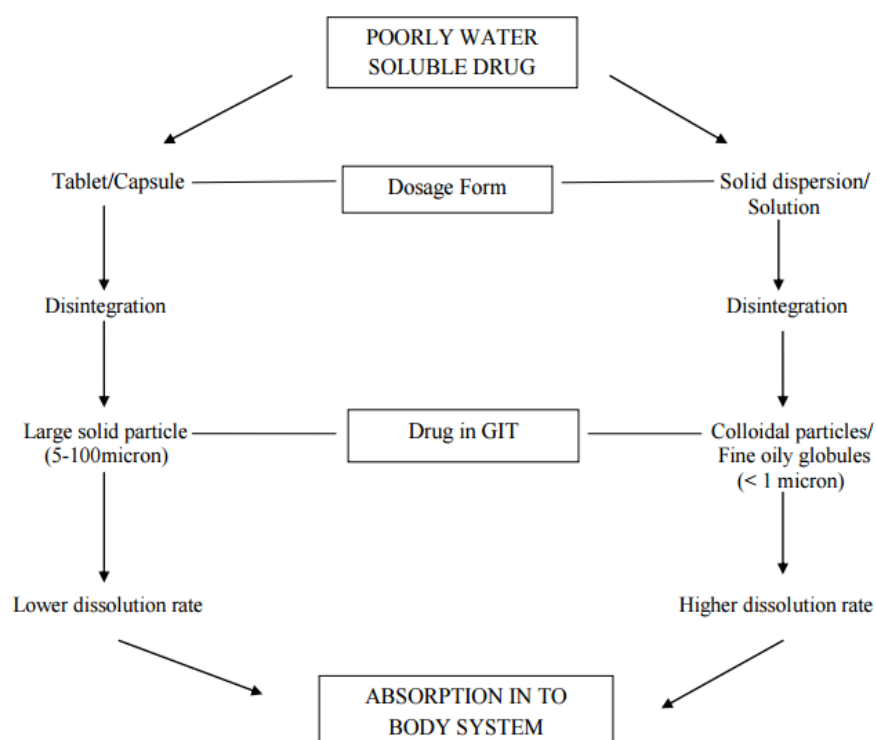 POORLY WATER
SOLUBLE DRUG
Tablet/Capsule
Dosage Form
Solid dispersion/
Solution
Disintegration
Disintegration
Large solid particle
(5-100micron)
Drug in GIT
Colloidal particles/
Fine oily globules
(< 1 micron)
Lower dissolution rate
Higher dissolution rate
ABSORPTION IN TO
BODY SYSTEM